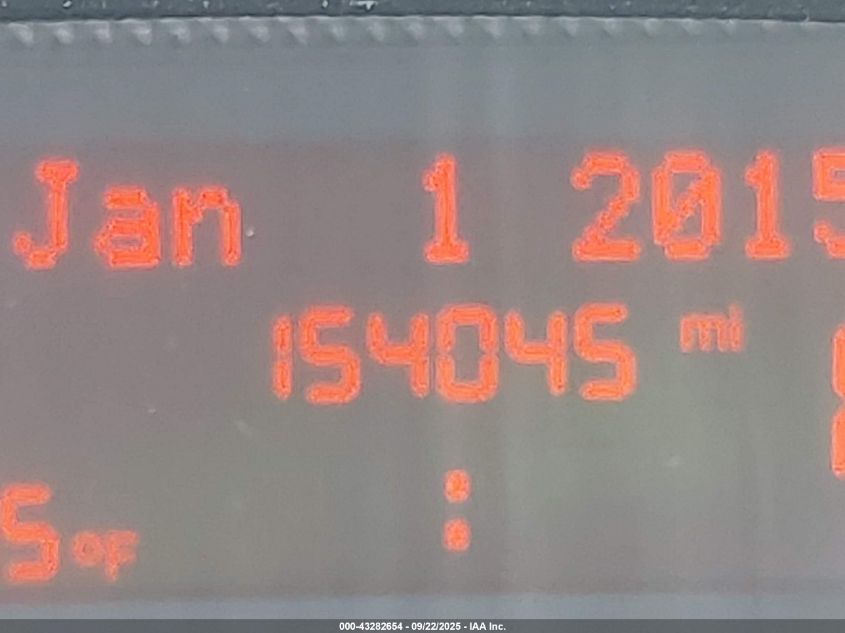 Jan 1 2015
154045 mi
5 °F :
000-43282654 - 09/22/2025 - IAA Inc.